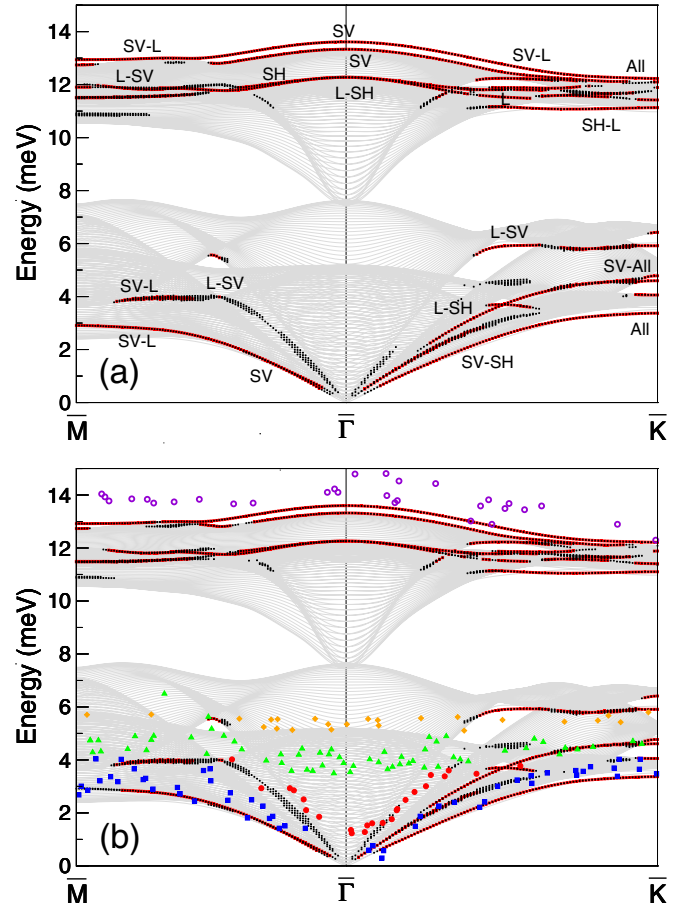 14
12
10
8
6
4
2
0
Energy (meV)
SV
SV-L
SV
SV-L
All
L-SV
SH
L-SH
L
SH-L
L-SV
SV-All
SV-L
L-SV
L-SH
SV-L
SV
SV-SH
All
(a)
M̅
Γ̅
K̅
14
12
10
8
6
4
2
0
Energy (meV)
(b)
M̅
Γ̅
K̅